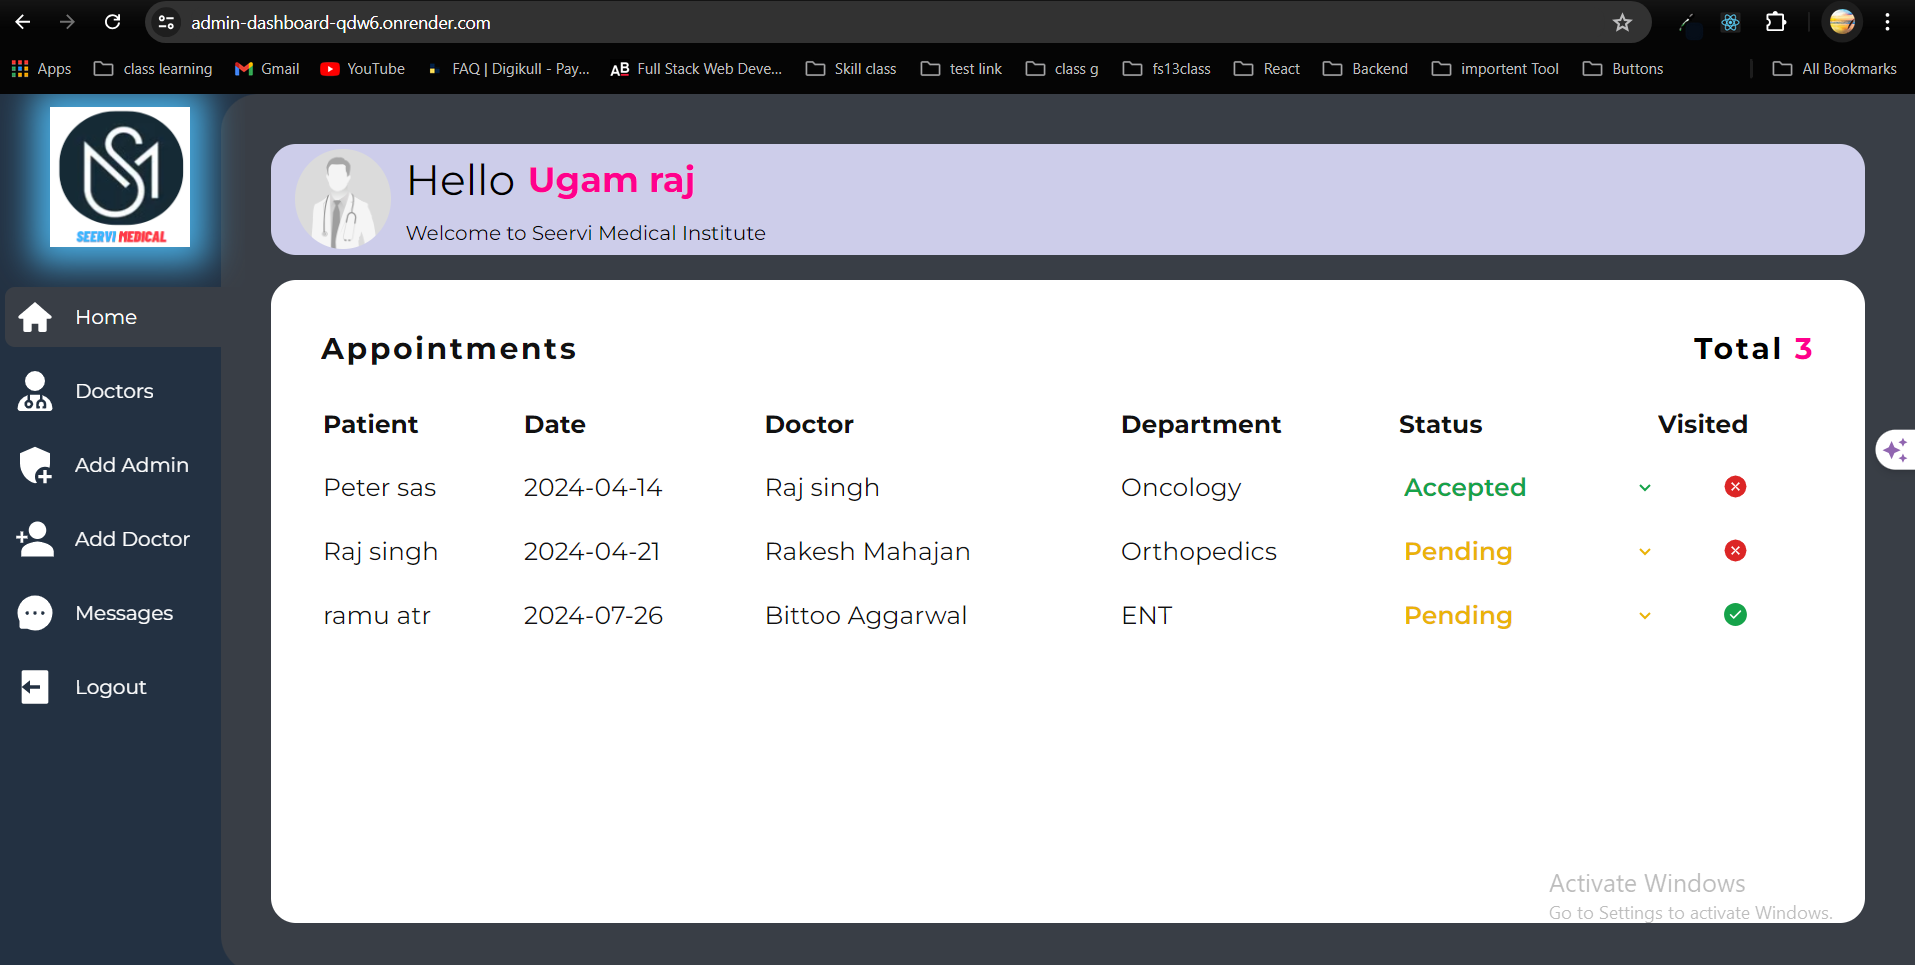 admin-dashboard-qdw6.onrender.com
Apps class learning Gmail YouTube FAQ | Digikull - Pay... AB Full Stack Web Deve... Skill class test link class g fs13class React Backend importent Tool Buttons All Bookmarks
SM
SEERVI MEDICAL
Home
Doctors
Add Admin
Add Doctor
Messages
Logout
Hello Ugam raj
Welcome to Seervi Medical Institute
Appointments Total 3
Patient Date Doctor Department Status Visited
Peter sas 2024-04-14 Raj singh Oncology Accepted
Raj singh 2024-04-21 Rakesh Mahajan Orthopedics Pending
ramu atr 2024-07-26 Bittoo Aggarwal ENT Pending
Activate Windows
Go to Settings to activate Windows.